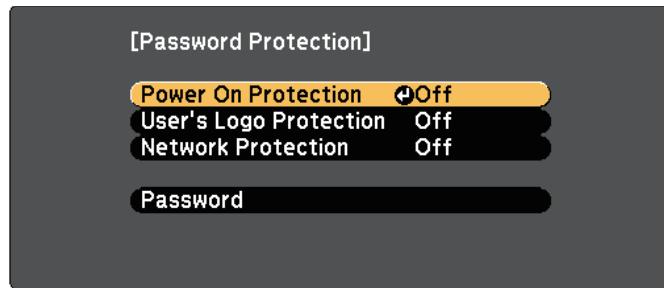 [Password Protection]
Power On Protection Off
User's Logo Protection Off
Network Protection Off
Password